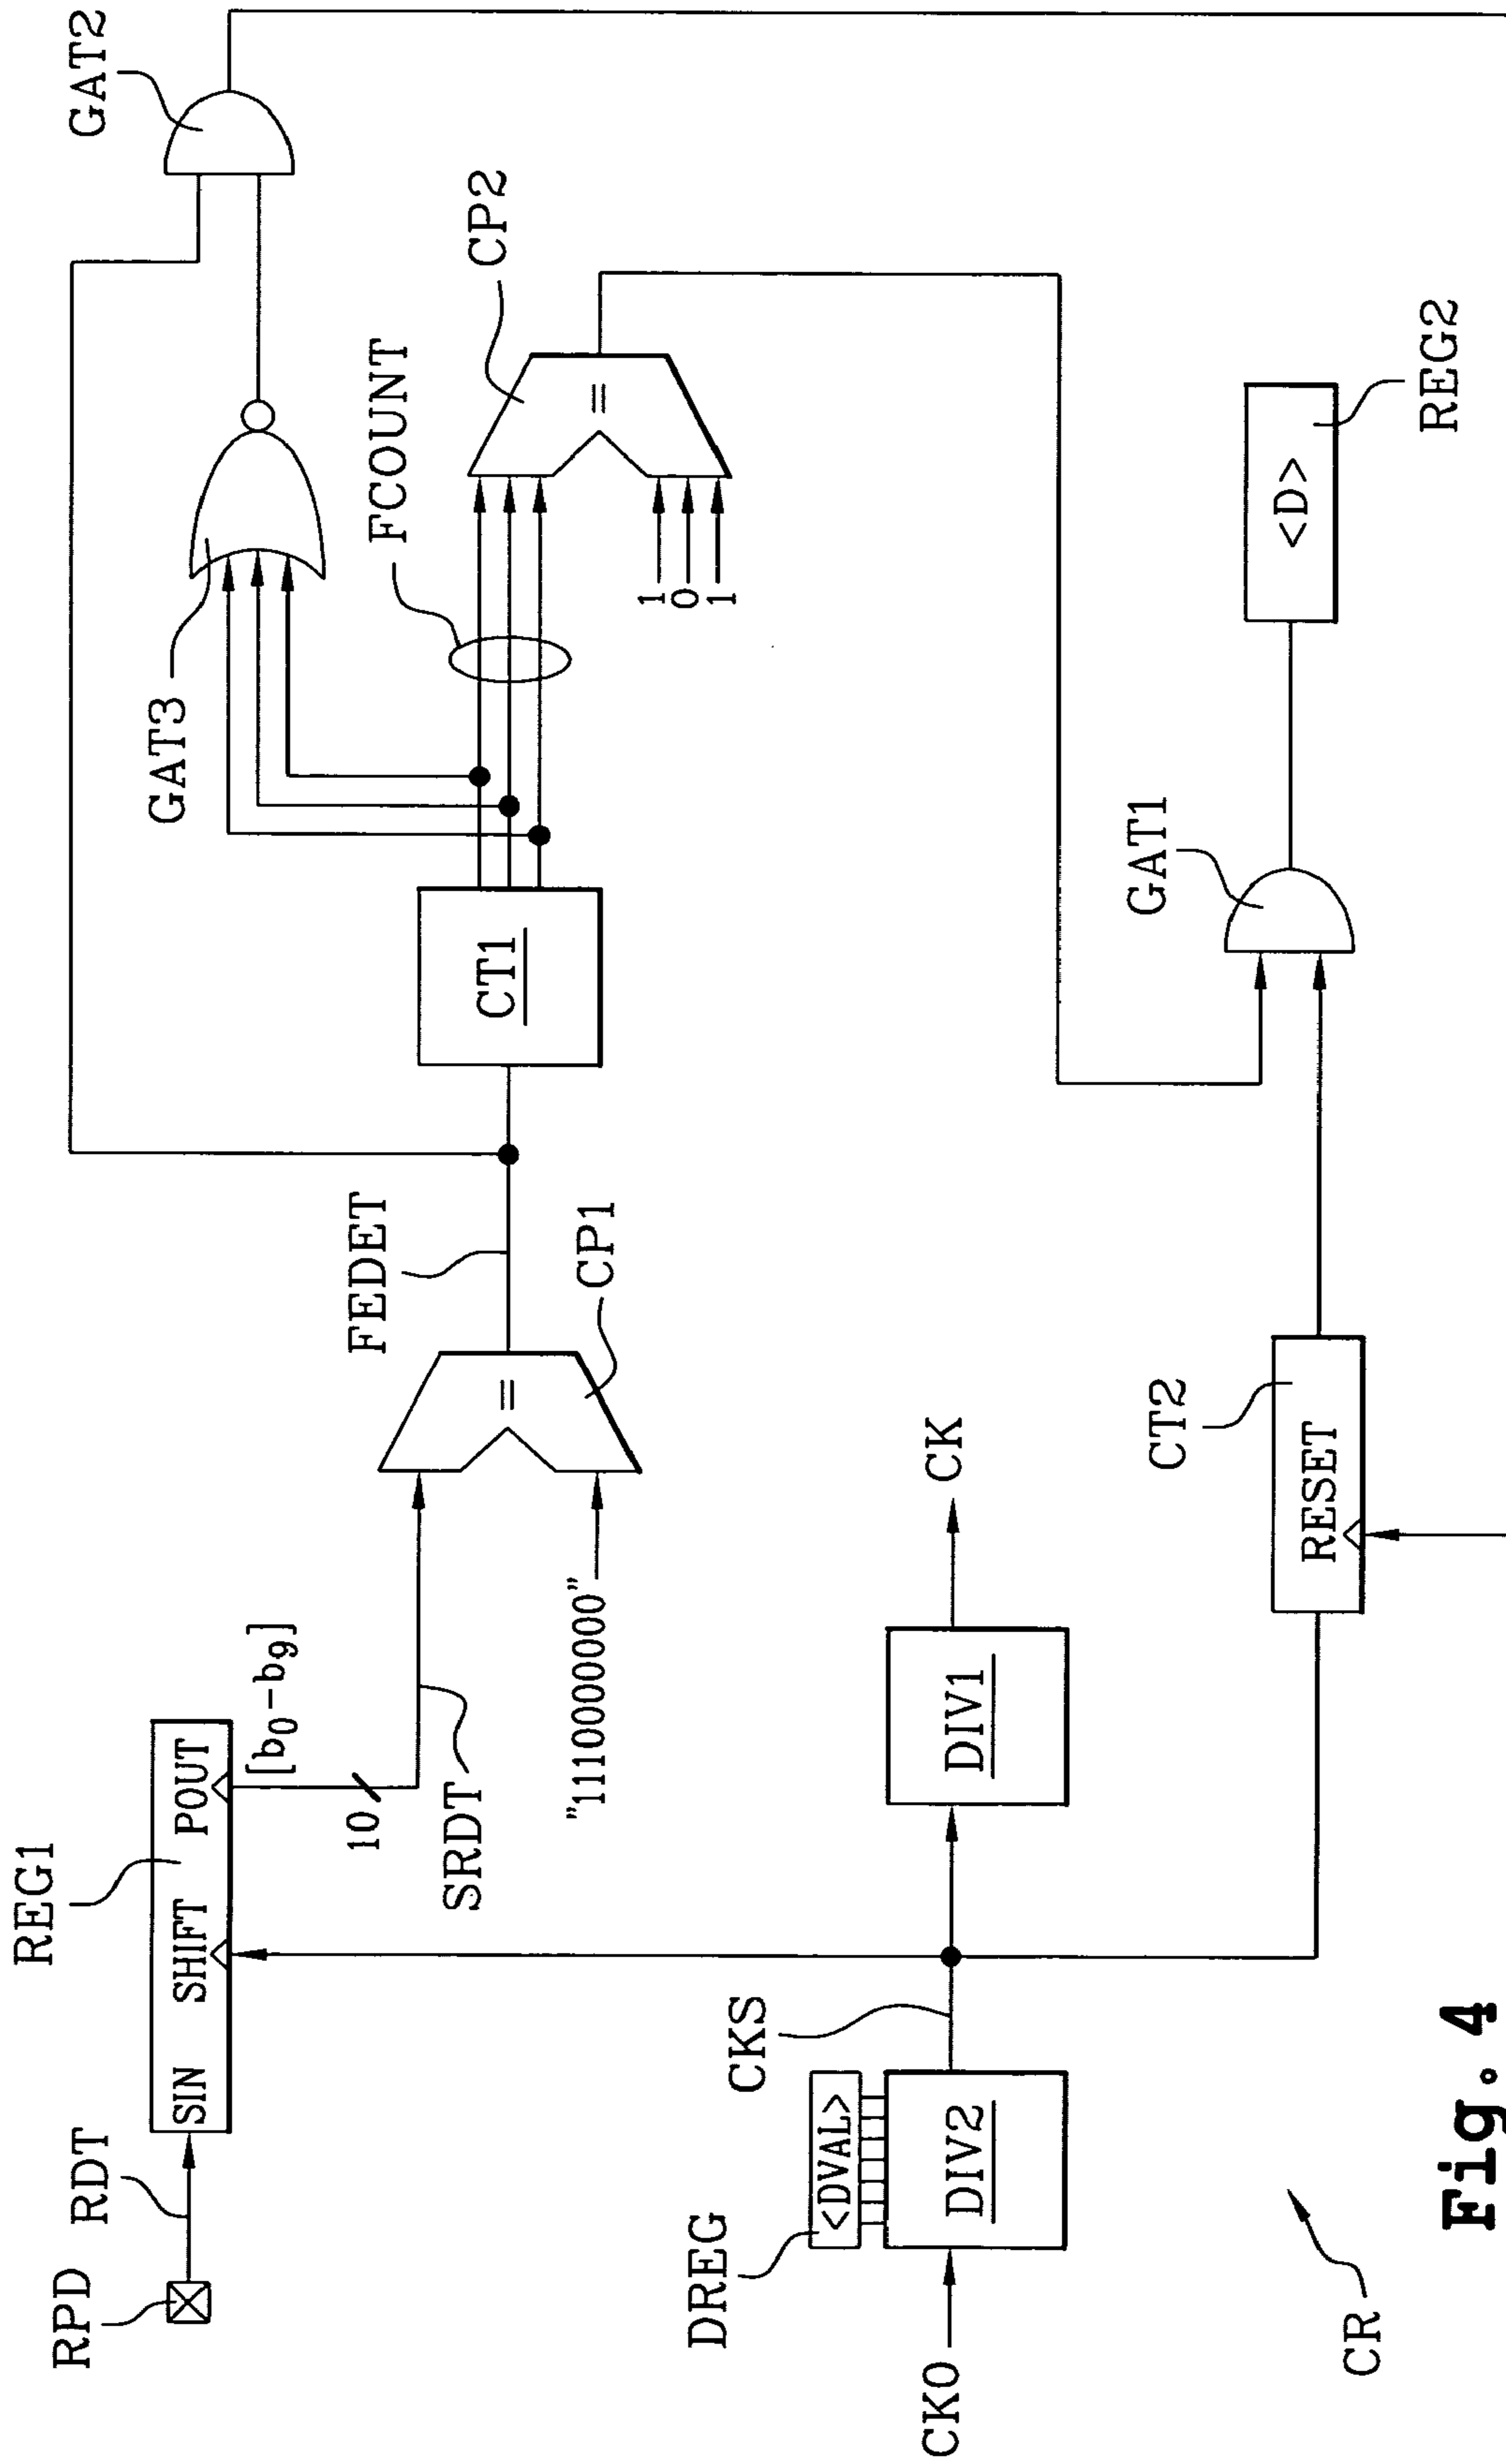 RPD
RDT
REG1
SIN SHIFT POUT
[b0-b9]
10
SRDT
"1110000000"
=
CP1
FEDET
CT1
GAT3
GAT2
FCOUNT
=
CP2
1
0
1
DREG
<DVAL>
CK0
DIV2
CKS
DIV1
CK
CT2
RESET
GAT1
<D>
REG2
CR
Fig. 4